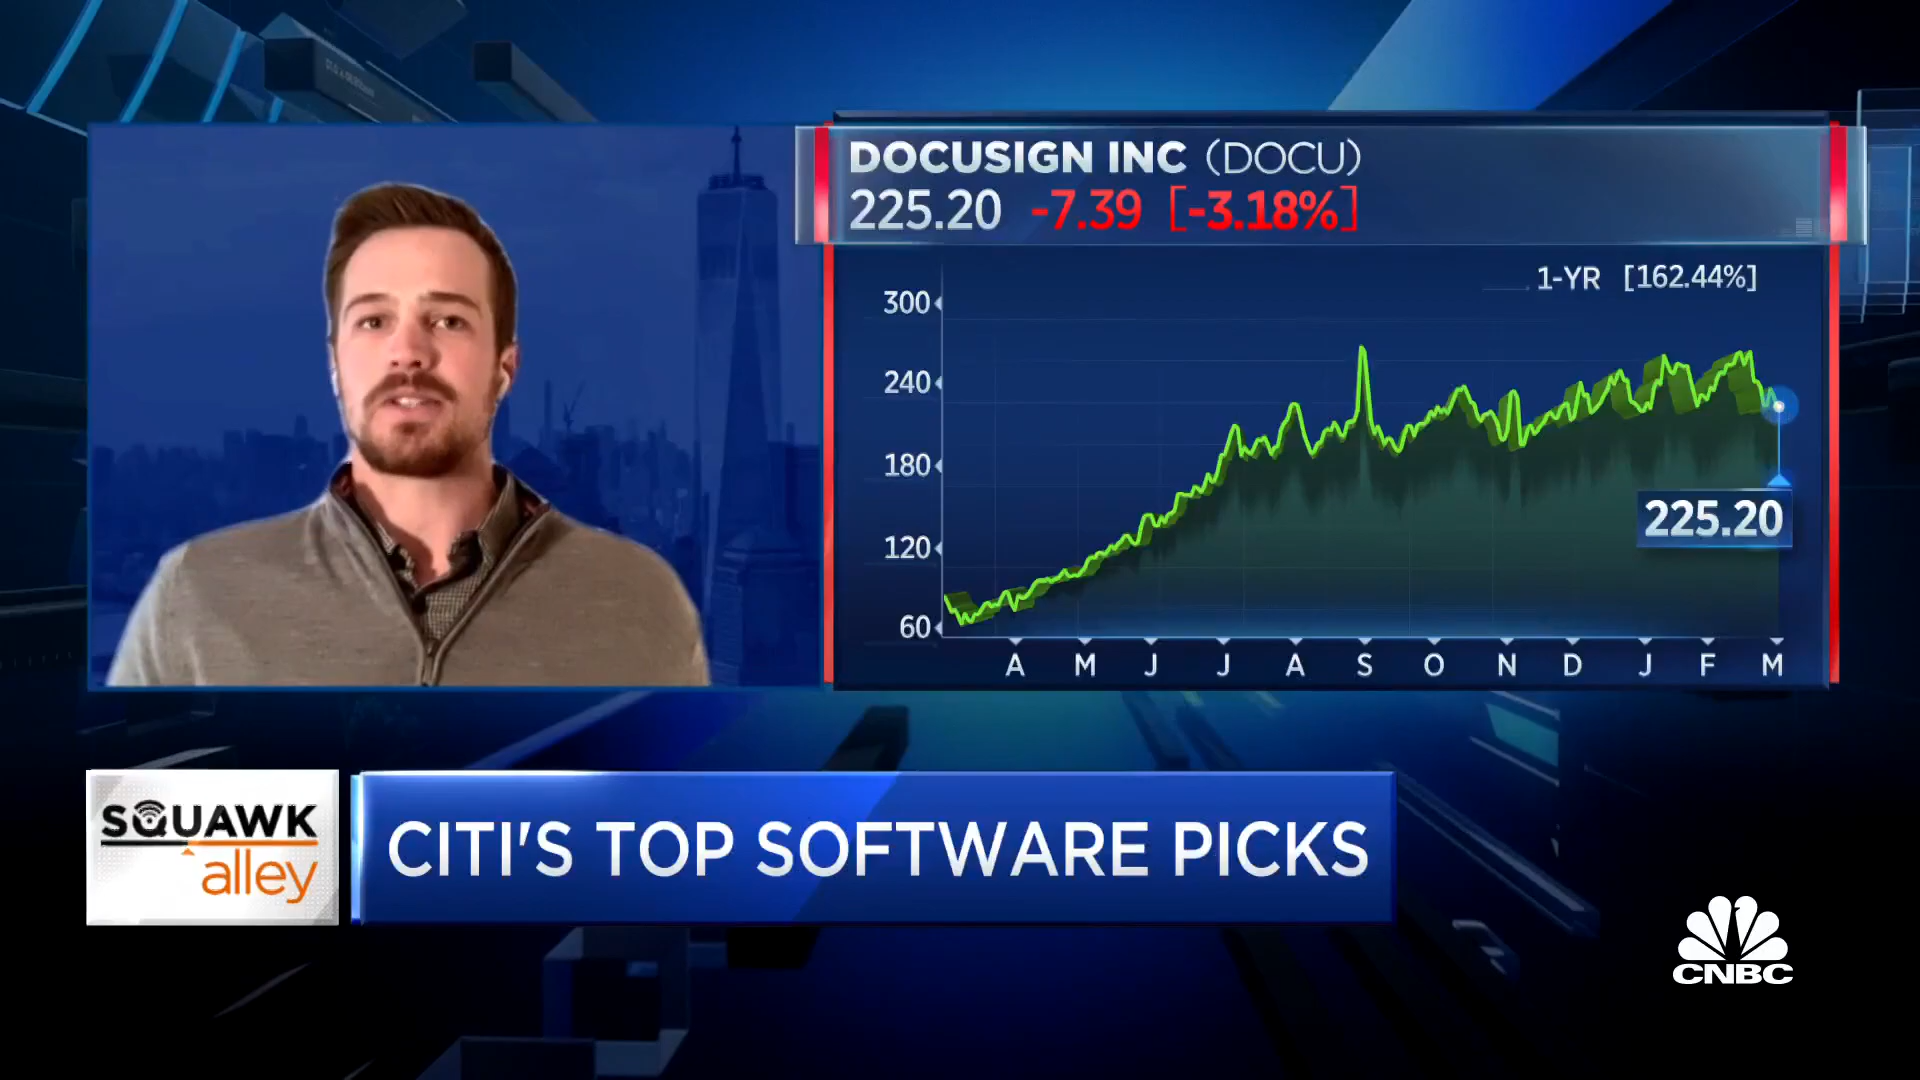 DOCUSIGN INC (DOCU)
225.20 -7.39 [-3.18%]
1-YR [162.44%]
300
240
180
120
60
225.20
A M J J A S O N D J F M
SQUAWK
alley
CITI'S TOP SOFTWARE PICKS
CNBC